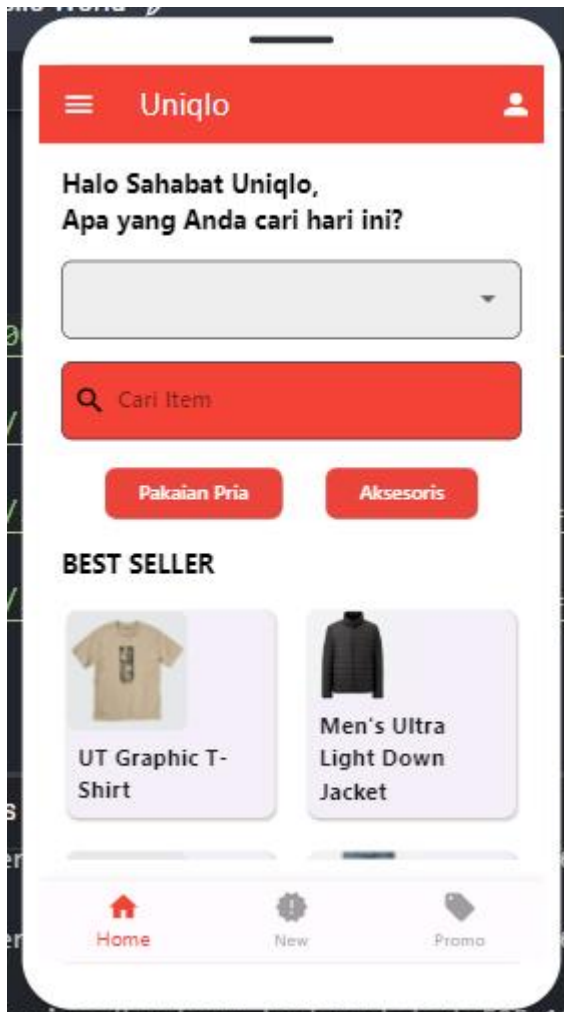 Uniqlo
Halo Sahabat Uniqlo,
Apa yang Anda cari hari ini?
Cari Item
Pakaian Pria
Aksesoris
BEST SELLER
UT Graphic T-
Shirt
Men's Ultra
Light Down
Jacket
Home
New
Promo